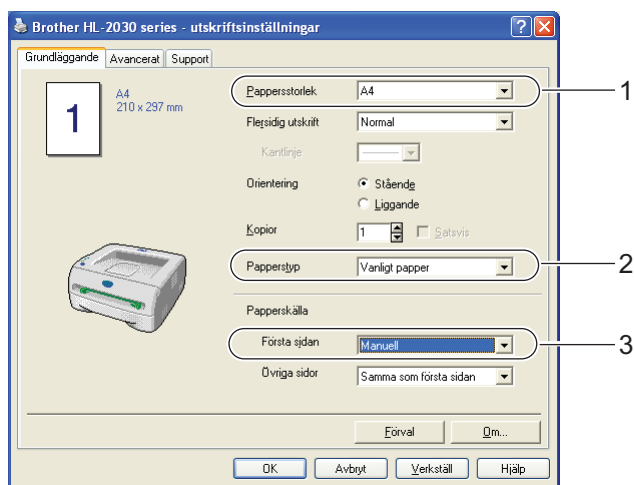 Brother HL-2030 series - utskriftsinställningar
Grundläggande Avancerat Support
1
A4
210 x 297 mm
Pappersstorlek A4 1
Flersidig utskrift Normal
Kantlinje
Orientering Stående
Liggande
Kopior 1 Satsvis
Papperstyp Vanligt papper 2
Papperskälla
Första sidan Manuell 3
Övriga sidor Samma som första sidan
Förval Om...
OK Avbryt Verkställ Hjälp